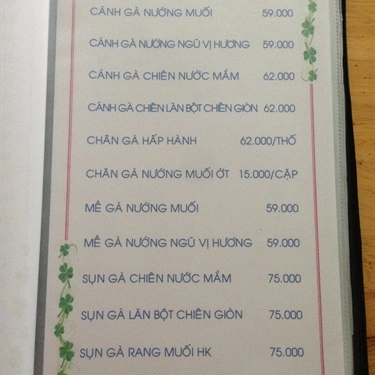 CÁNH GÀ NƯỚNG MUỐI 59.000
CÁNH GÀ NƯỚNG NGŨ VỊ HƯƠNG 59.000
CÁNH GÀ CHIÊN NƯỚC MẮM 62.000
CÁNH GÀ CHIÊN LĂN BỘT CHIÊN GIÒN 62.000
CHÂN GÀ HẤP HÀNH 62.000/THỐ
CHÂN GÀ NƯỚNG MUỐI ỚT 15.000/CẶP
MỀ GÀ NƯỚNG MUỐI 59.000
MỀ GÀ NƯỚNG NGŨ VỊ HƯƠNG 59.000
SỤN GÀ CHIÊN NƯỚC MẮM 75.000
SỤN GÀ LĂN BỘT CHIÊN GIÒN 75.000
SỤN GÀ RANG MUỐI HK 75.000